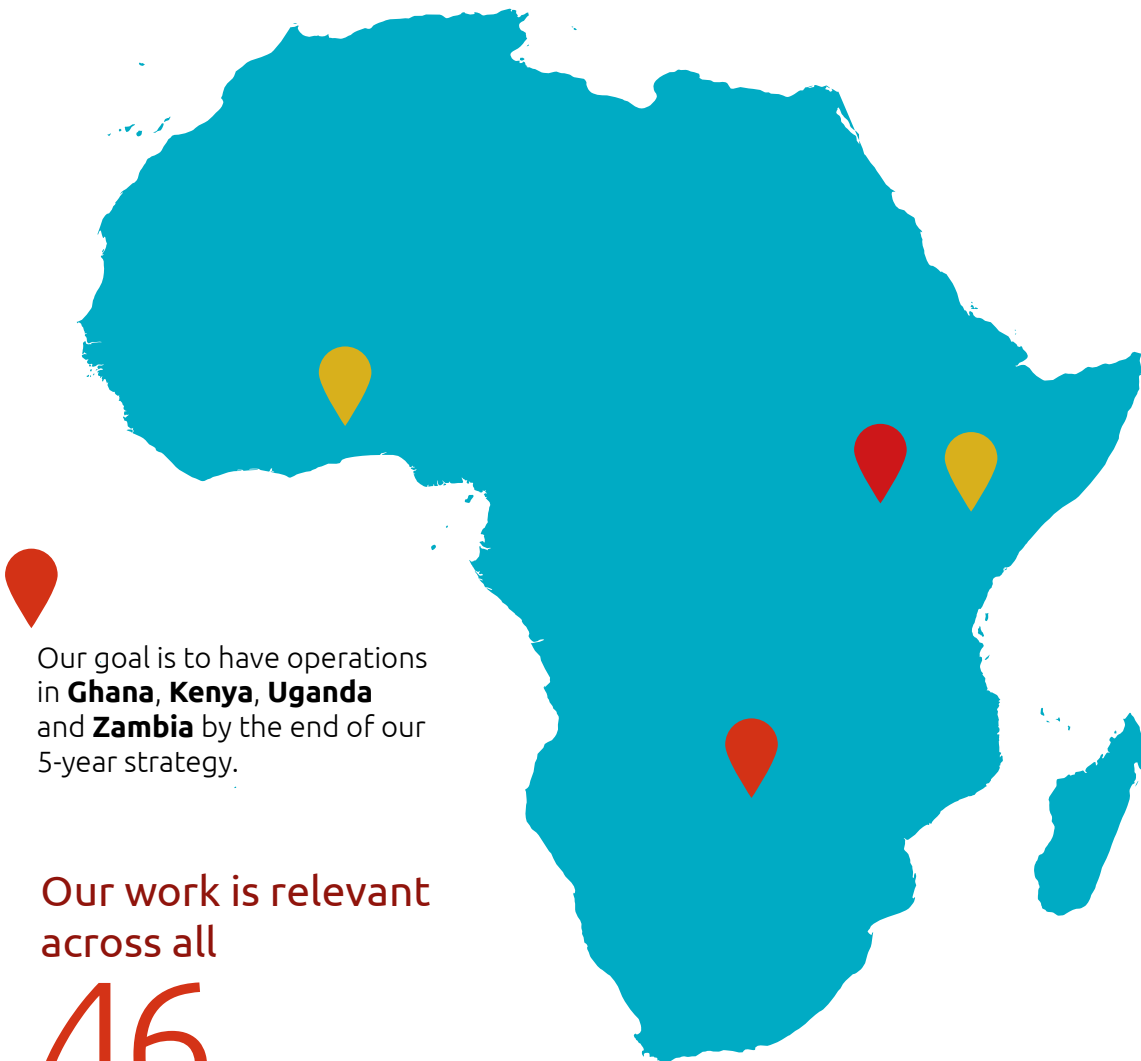 Our goal is to have operations
in Ghana, Kenya, Uganda
and Zambia by the end of our
5-year strategy.
Our work is relevant
across all
46